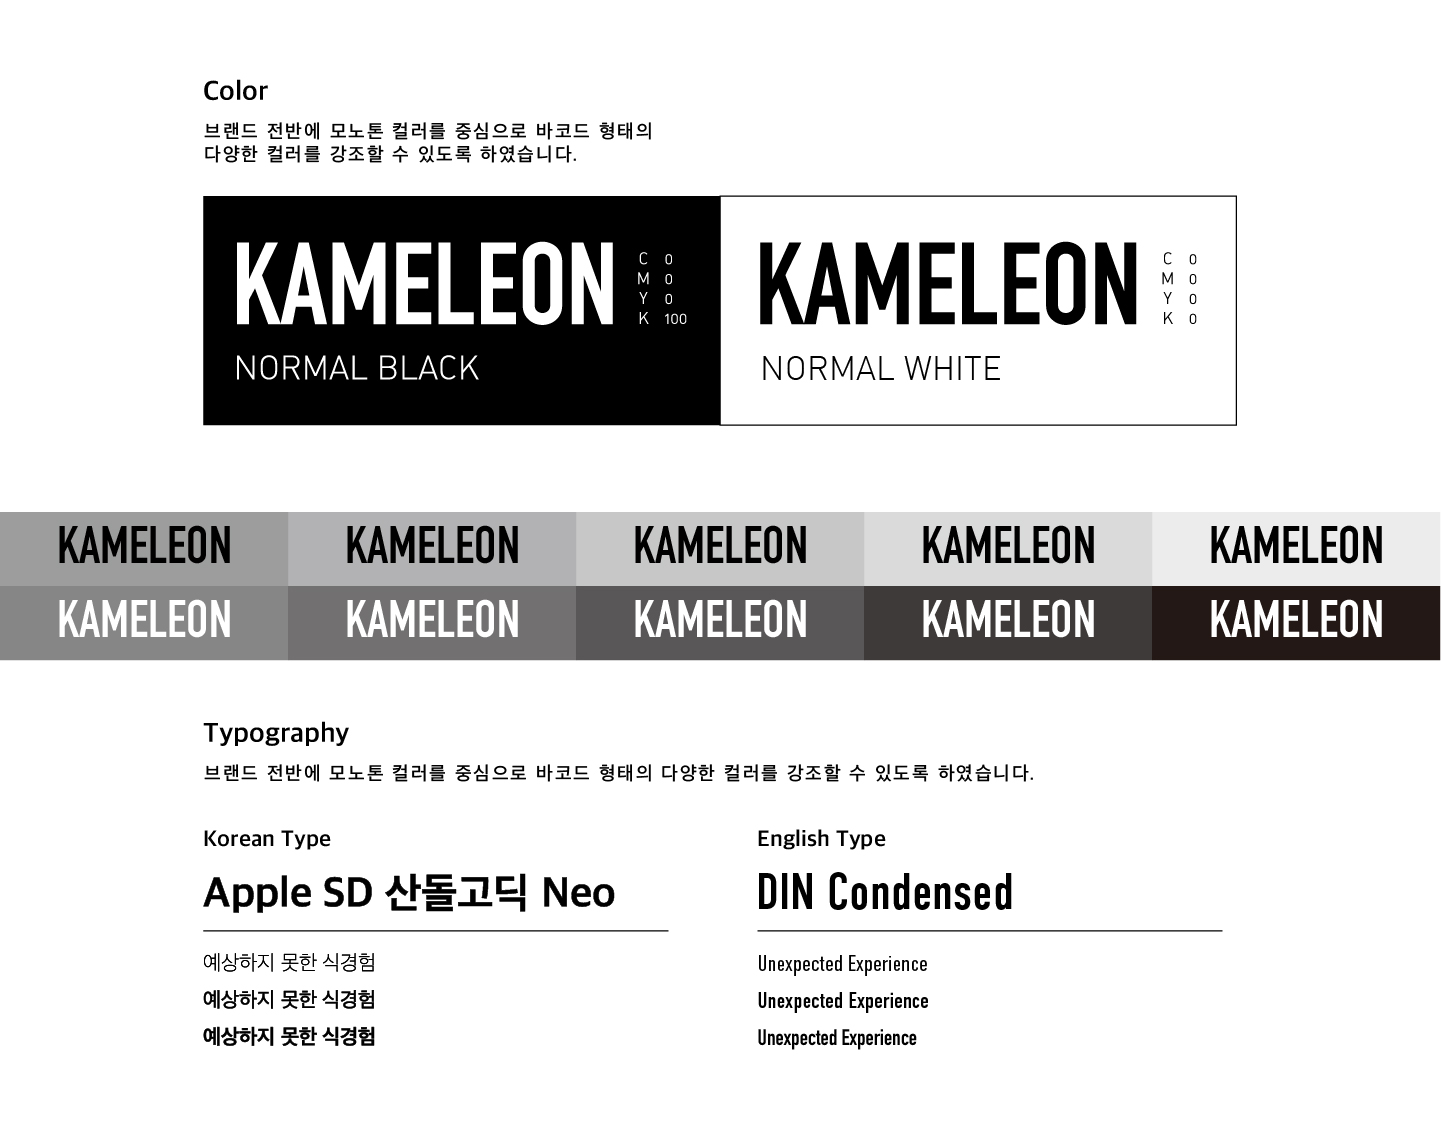 Color
브랜드 전반에 모노톤 컬러를 중심으로 바코드 형태의
다양한 컬러를 강조할 수 있도록 하였습니다.
KAMELEON
C 0
M 0
Y 0
K 100
NORMAL BLACK
KAMELEON
C 0
M 0
Y 0
K 0
NORMAL WHITE
KAMELEON KAMELEON KAMELEON KAMELEON KAMELEON
KAMELEON KAMELEON KAMELEON KAMELEON KAMELEON
Typography
브랜드 전반에 모노톤 컬러를 중심으로 바코드 형태의 다양한 컬러를 강조할 수 있도록 하였습니다.
Korean Type
Apple SD 산돌고딕 Neo
예상하지 못한 식경험
예상하지 못한 식경험
예상하지 못한 식경험
English Type
DIN Condensed
Unexpected Experience
Unexpected Experience
Unexpected Experience